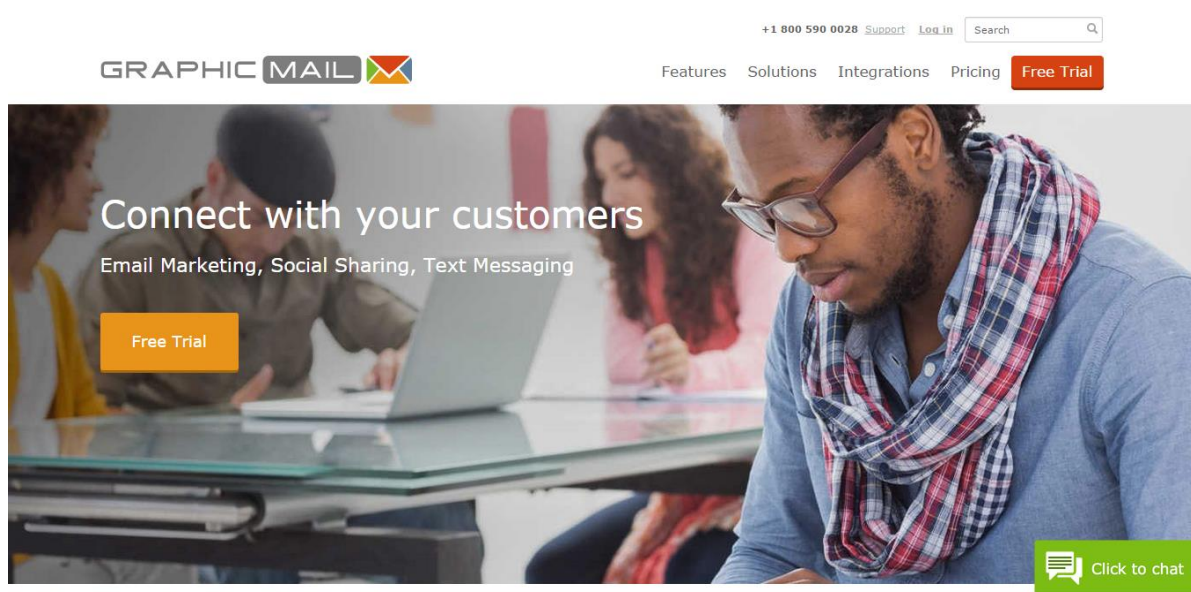 +1 800 590 0028 Support Log in Search
GRAPHIC MAIL
Features Solutions Integrations Pricing Free Trial
Connect with your customers
Email Marketing, Social Sharing, Text Messaging
Free Trial
Click to chat